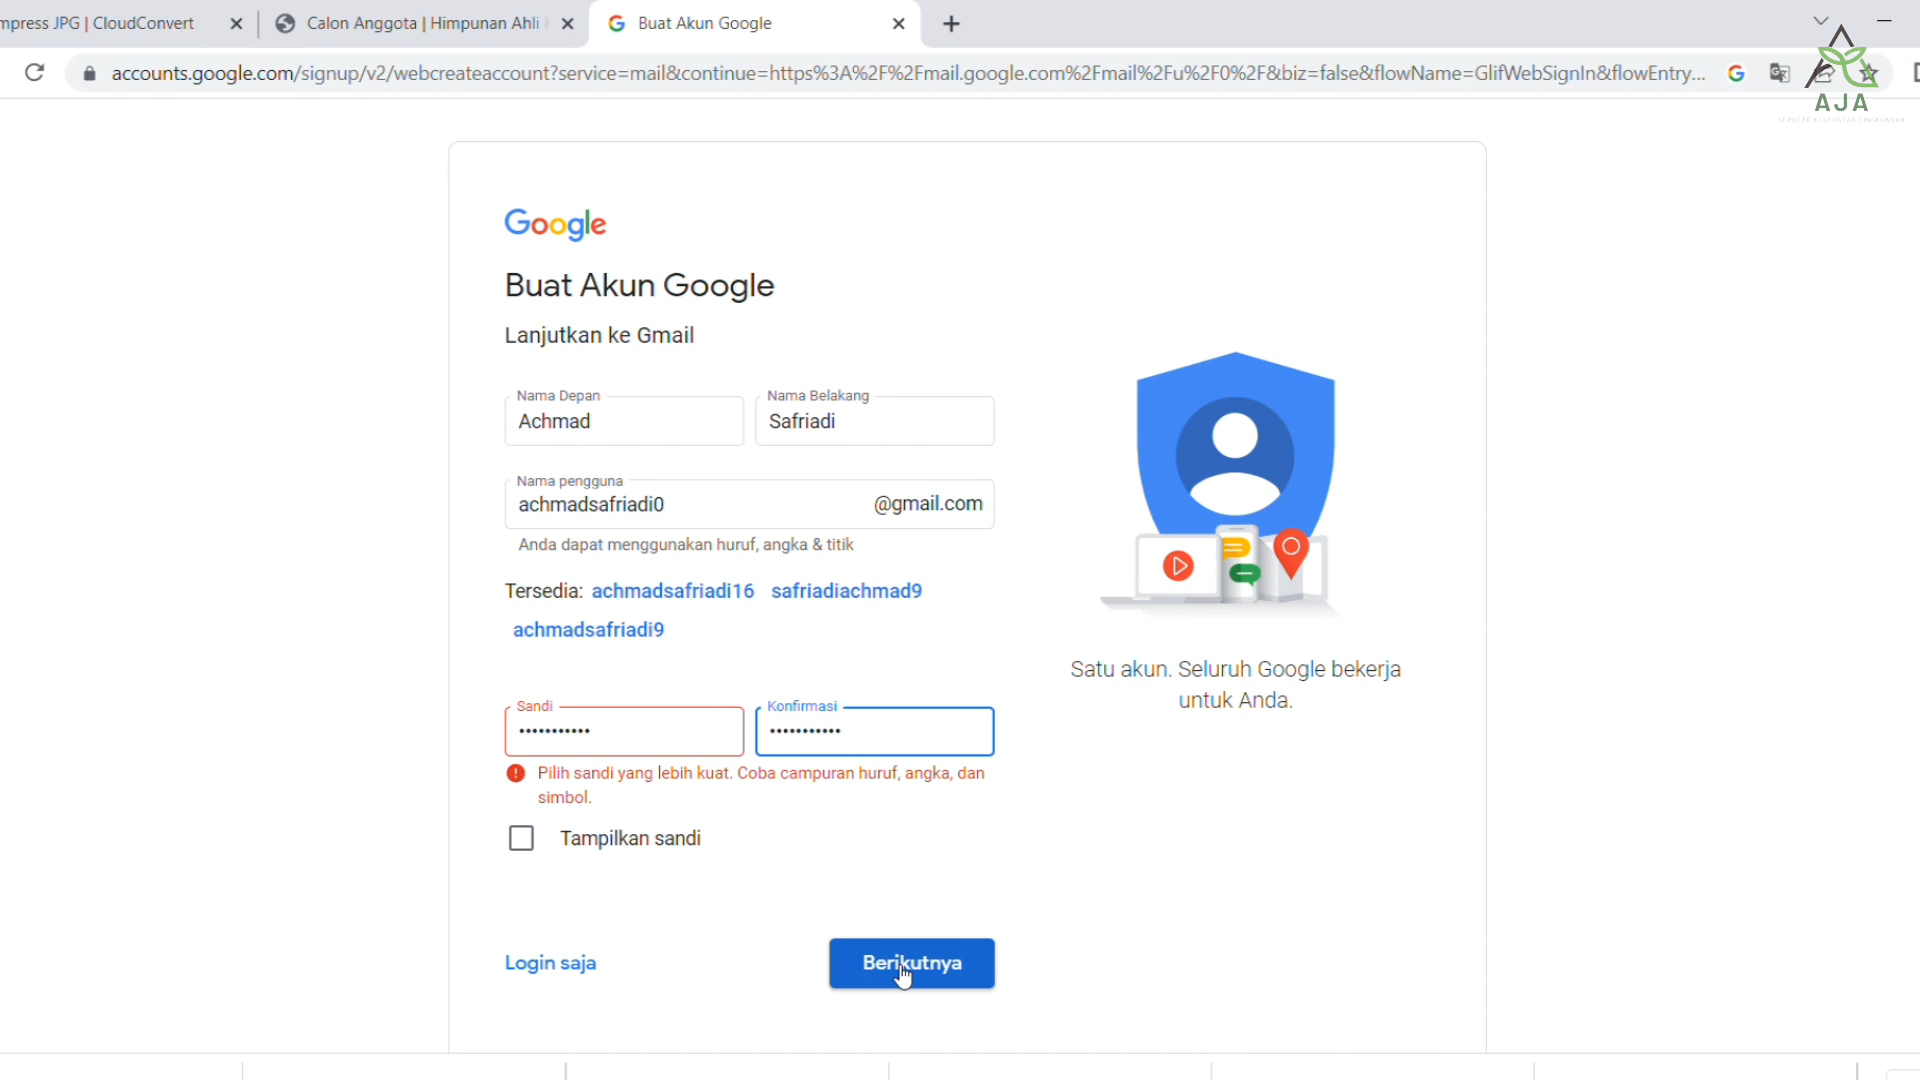 mpress JPG | CloudConvert
Calon Anggota | Himpunan Ahli
Buat Akun Google
accounts.google.com/signup/v2/webcreateaccount?service=mail&continue=https%3A%2F%2Fmail.google.com%2Fmail%2Fu%2F0%2F&biz=false&flowName=GlifWebSignIn&flowEntry...
AJA
Google
Buat Akun Google
Lanjutkan ke Gmail
Nama Depan
Nama Belakang
Achmad
Safriadi
Nama pengguna
achmadsafriadi0
@gmail.com
Anda dapat menggunakan huruf, angka & titik
Tersedia: achmadsafriadi16 safriadiachmad9
achmadsafriadi9
Satu akun. Seluruh Google bekerja
untuk Anda.
Sandi
Konfirmasi
•••••••••••
•••••••••••
Pilih sandi yang lebih kuat. Coba campuran huruf, angka, dan
simbol.
Tampilkan sandi
Login saja
Berikutnya